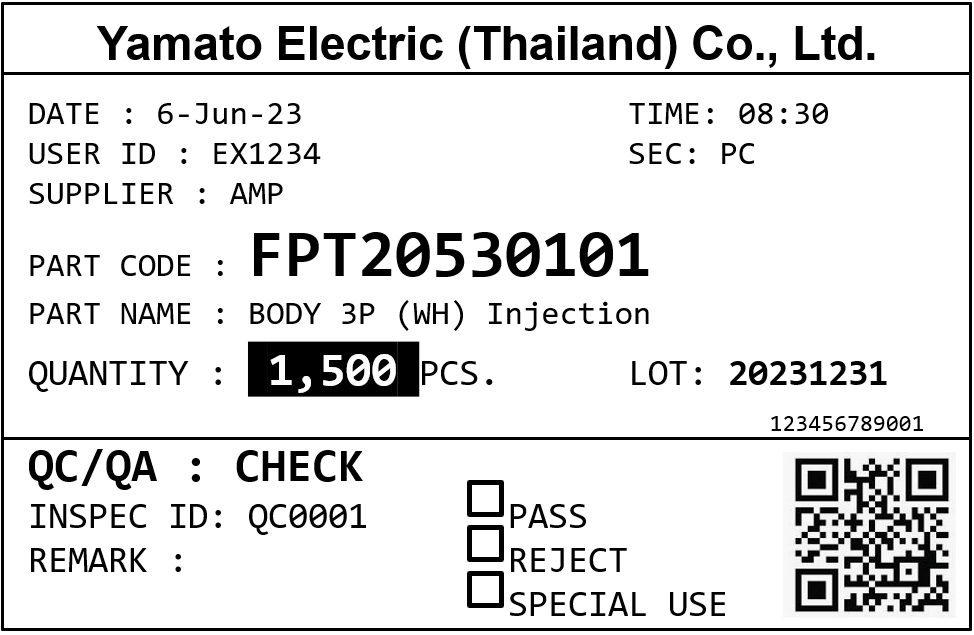 Yamato Electric (Thailand) Co., Ltd.
DATE : 6-Jun-23 TIME: 08:30
USER ID : EX1234 SEC: PC
SUPPLIER : AMP
PART CODE : FPT20530101
PART NAME : BODY 3P (WH) Injection
QUANTITY : 1,500 PCS. LOT: 20231231
123456789001
QC/QA : CHECK
INSPEC ID: QC0001
PASS
REMARK :
REJECT
SPECIAL USE